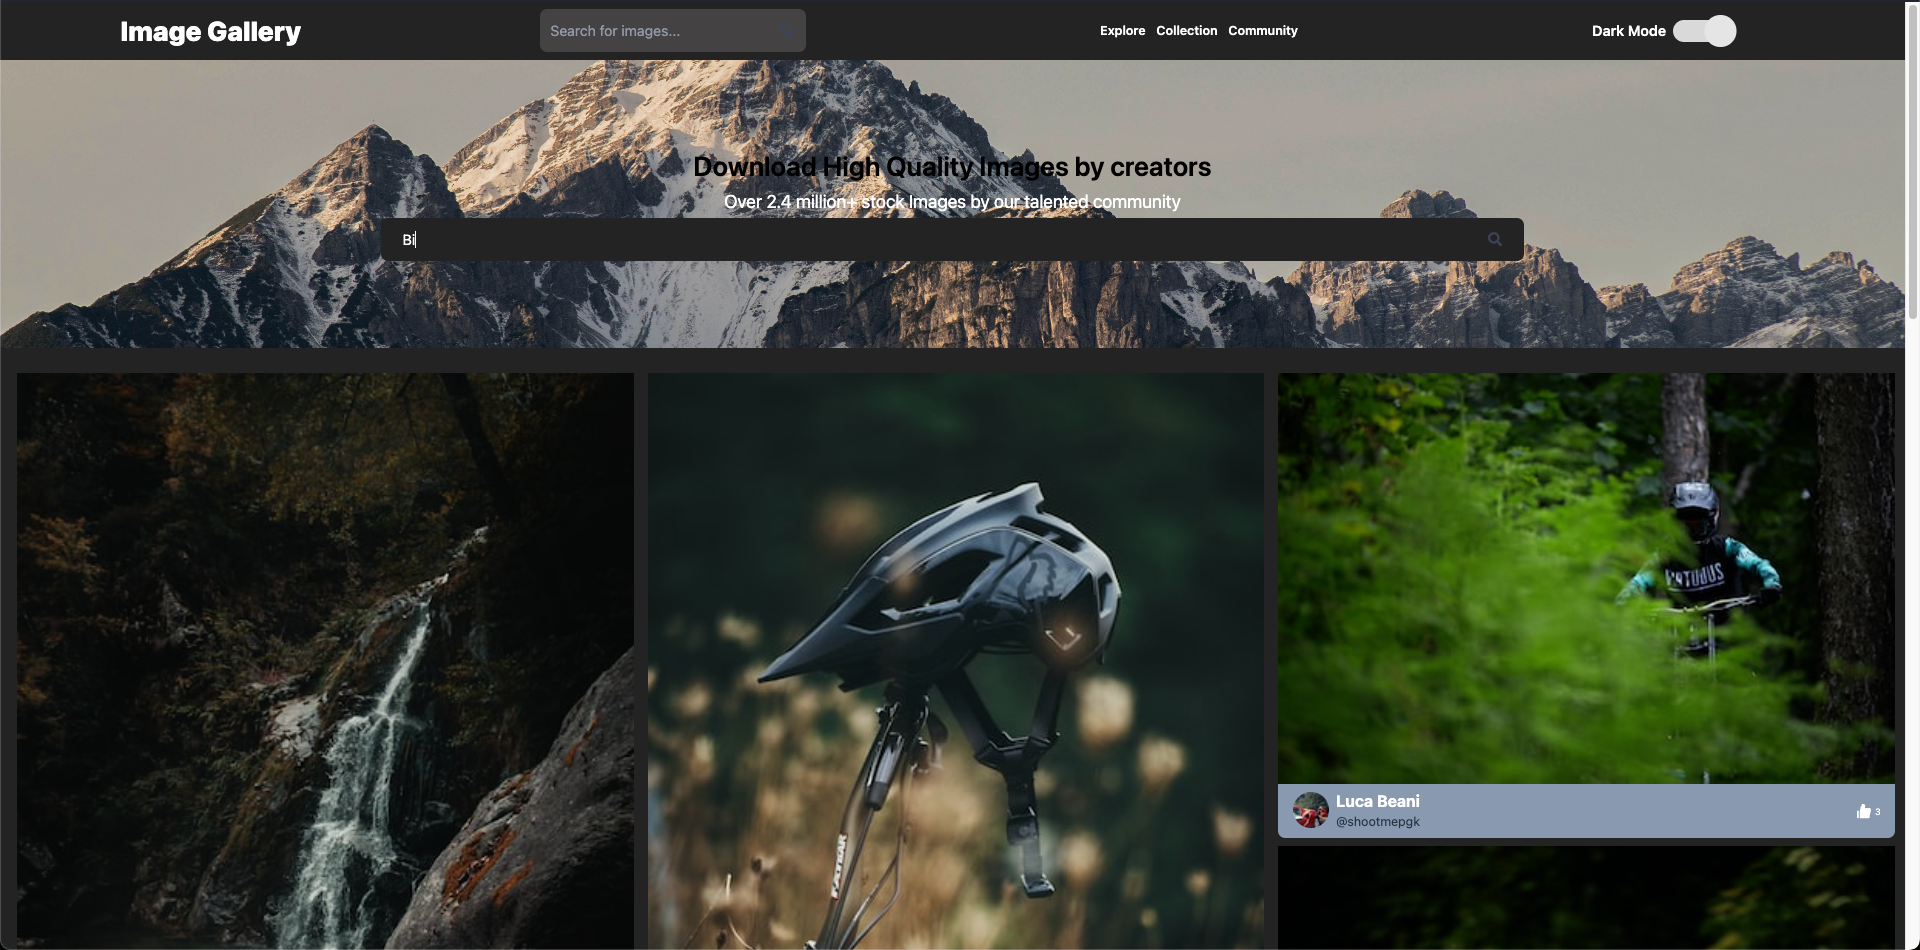 Image Gallery
Search for images...
Explore Collection Community
Dark Mode
Download High Quality Images by creators
Over 2.4 million+ stock Images by our talented community
Bi
Luca Beani
@shootmepgk
3